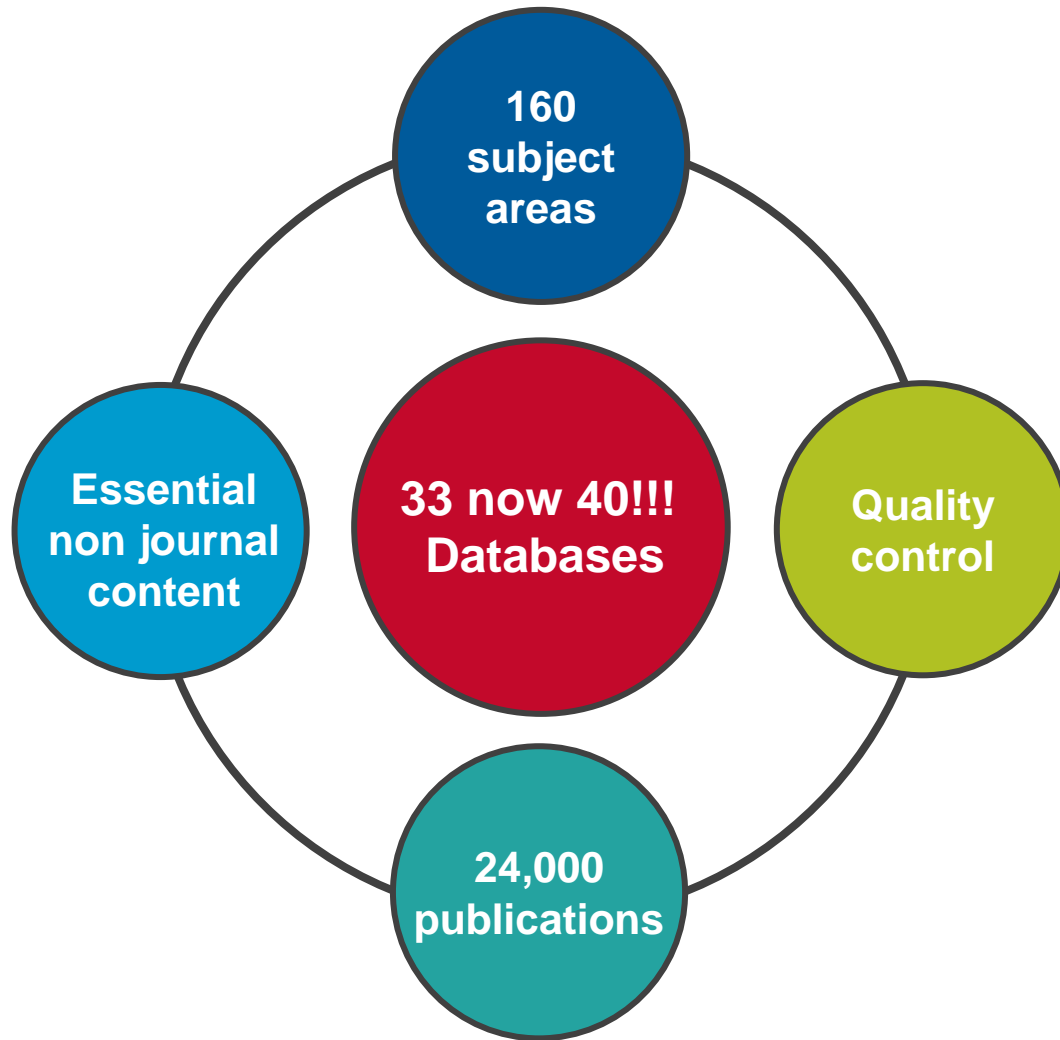 160
subject
areas
Essential
non journal
content
33 now 40!!!
Databases
Quality
control
24,000
publications